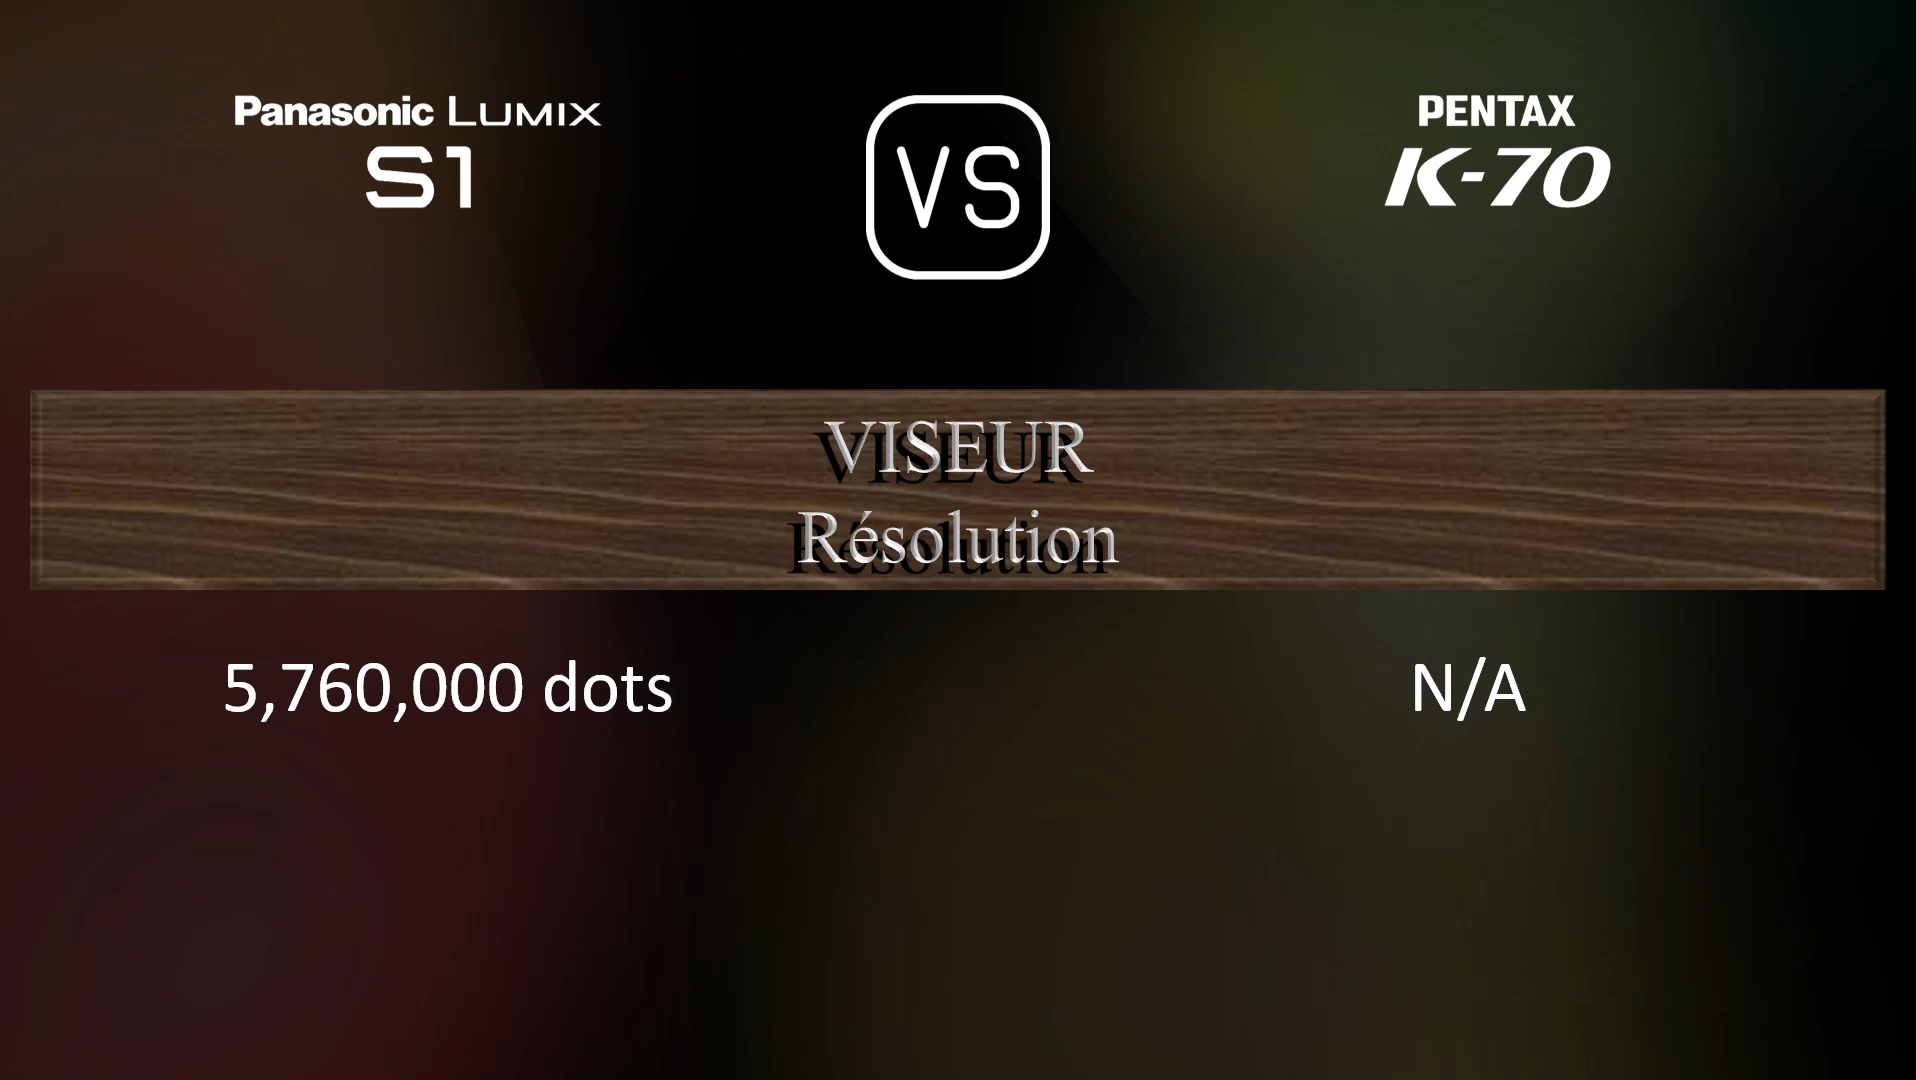 Panasonic LUMIX
S1
VS
PENTAX
K-70
VISEUR
Résolution
5,760,000 dots
N/A